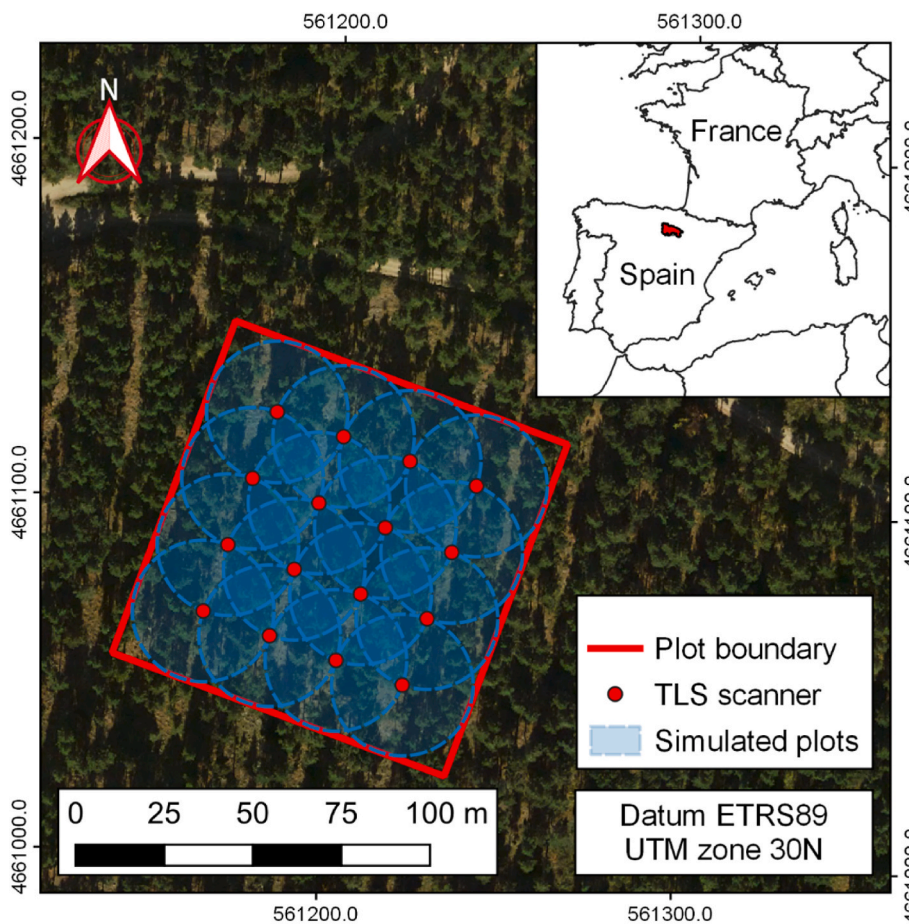 561200.0 561300.0
4661200.0
N
France
Spain
4661100.0
Plot boundary
TLS scanner
Simulated plots
0 25 50 75 100 m
Datum ETRS89
UTM zone 30N
4661000.0
561200.0 561300.0